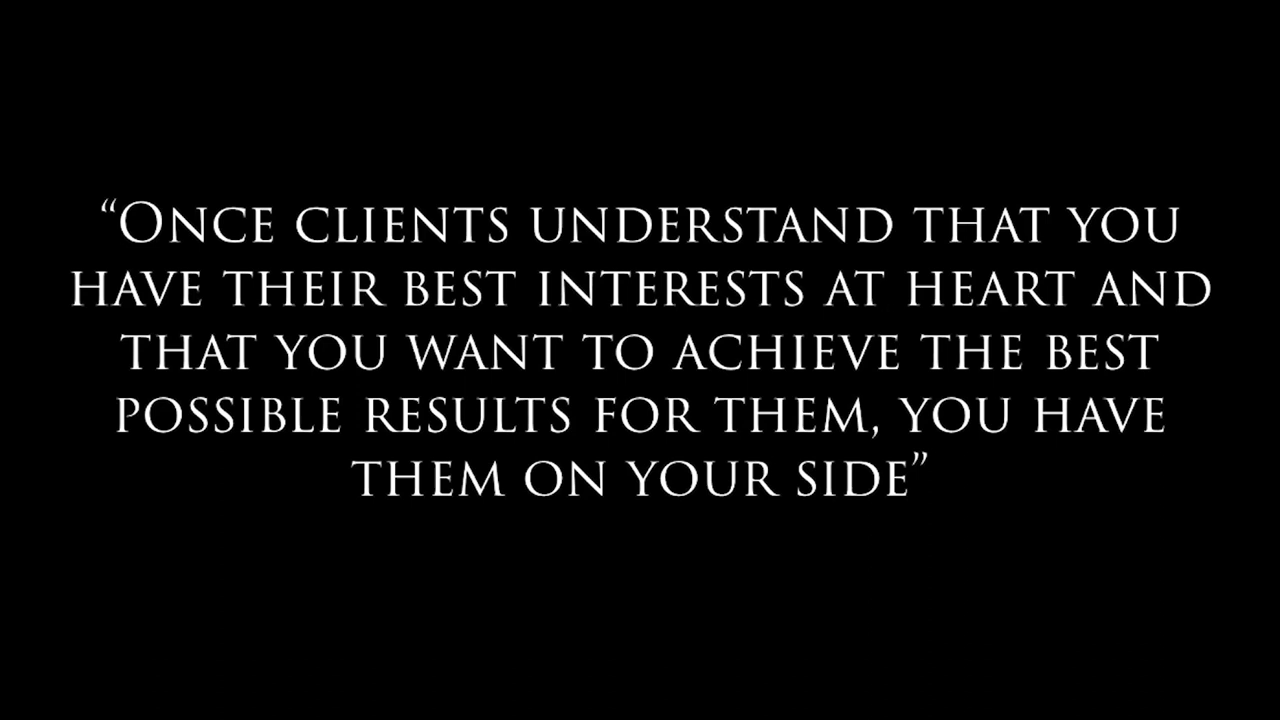 “Once clients understand that you
have their best interests at heart and
that you want to achieve the best
possible results for them, you have
them on your side”